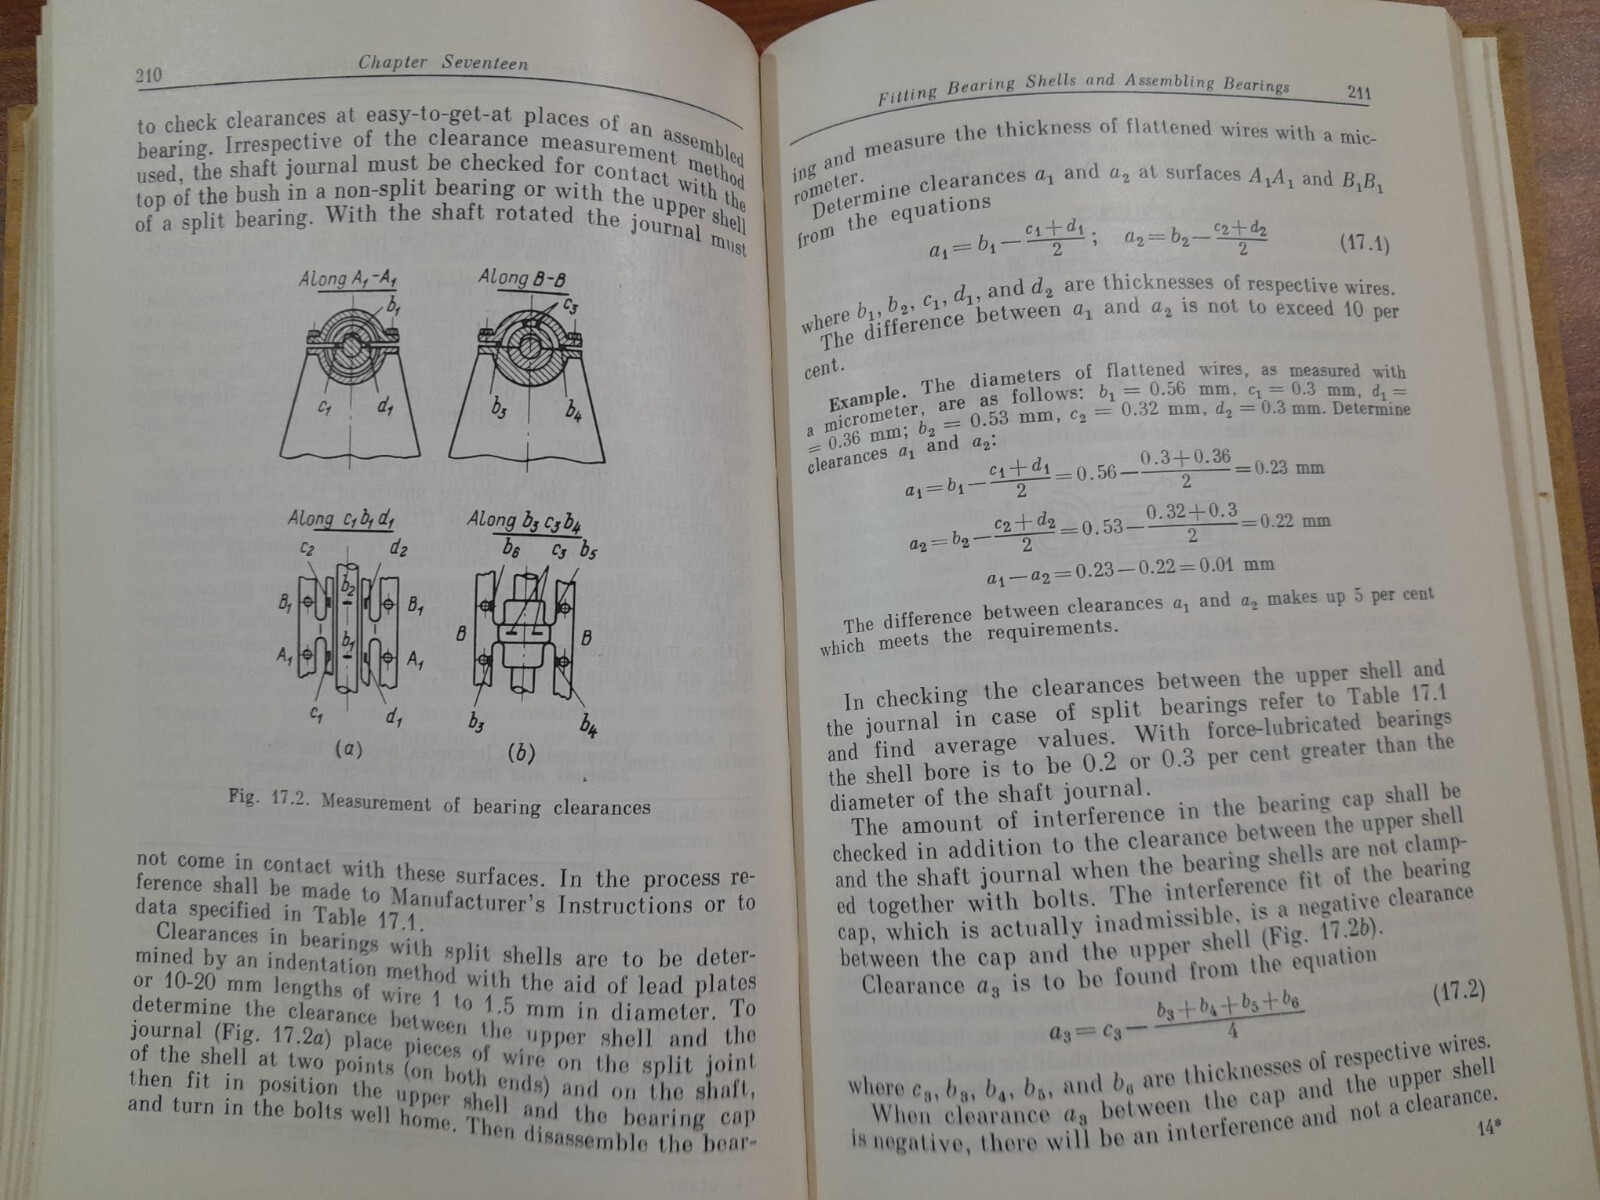 210
Chapter Seventeen
to check clearances at easy-to-get-at places of an assembled
bearing. Irrespective of the clearance measurement method
used, the shaft journal must be checked for contact with the
top of the bush in a non-split bearing or with the upper shell
of a split bearing. With the shaft rotated the journal must
Along A₁-A₁
Along B-B
b₁
c₃
c₁
d₁
b₃
b₄
Along c₁b₁d₁
Along b₃c₃b₄
c₂
d₂
b₆
c₃
b₅
b₂
B₁
B₁
b₁
B
B
A₁
A₁
c₁
d₁
b₃
b₄
(a)
(b)
Fig. 17.2. Measurement of bearing clearances
not come in contact with these surfaces. In the process re-
ference shall be made to Manufacturer's Instructions or to
data specified in Table 17.1.
Clearances in bearings with split shells are to be deter-
mined by an indentation method with the aid of lead plates
or 10-20 mm lengths of wire 1 to 1.5 mm in diameter. To
determine the clearance between the upper shell and the
journal (Fig. 17.2a) place pieces of wire on the split joint
of the shell at two points (on both ends) and on the shaft,
then fit in position the upper shell and the bearing cap
and turn in the bolts well home. Then disassemble the bear-
Fitting Bearing Shells and Assembling Bearings
211
ing and measure the thickness of flattened wires with a mic-
rometer.
Determine clearances a₁ and a₂ at surfaces A₁A₁ and B₁B₁
from the equations
a₁=b₁—(c₁+d₁)/2; a₂=b₂—(c₂+d₂)/2 (17.1)
where b₁, b₂, c₁, d₁, and d₂ are thicknesses of respective wires.
The difference between a₁ and a₂ is not to exceed 10 per
cent.
Example. The diameters of flattened wires, as measured with
a micrometer, are as follows: b₁ = 0.56 mm, c₁ = 0.3 mm, d₁ =
= 0.36 mm; b₂ = 0.53 mm, c₂ = 0.32 mm, d₂ = 0.3 mm. Determine
clearances a₁ and a₂:
a₁=b₁—(c₁+d₁)/2=0.56—(0.3+0.36)/2=0.23 mm
a₂=b₂—(c₂+d₂)/2=0.53—(0.32+0.3)/2=0.22 mm
a₁—a₂=0.23—0.22=0.01 mm
The difference between clearances a₁ and a₂ makes up 5 per cent
which meets the requirements.
In checking the clearances between the upper shell and
the journal in case of split bearings refer to Table 17.1
and find average values. With force-lubricated bearings
the shell bore is to be 0.2 or 0.3 per cent greater than the
diameter of the shaft journal.
The amount of interference in the bearing cap shall be
checked in addition to the clearance between the upper shell
and the shaft journal when the bearing shells are not clamp-
ed together with bolts. The interference fit of the bearing
cap, which is actually inadmissible, is a negative clearance
between the cap and the upper shell (Fig. 17.2b).
Clearance a₃ is to be found from the equation
a₃=c₃—(b₃+b₄+b₅+b₆)/4 (17.2)
where c₃, b₃, b₄, b₅, and b₆ are thicknesses of respective wires.
When clearance a₃ between the cap and the upper shell
is negative, there will be an interference and not a clearance.
14*